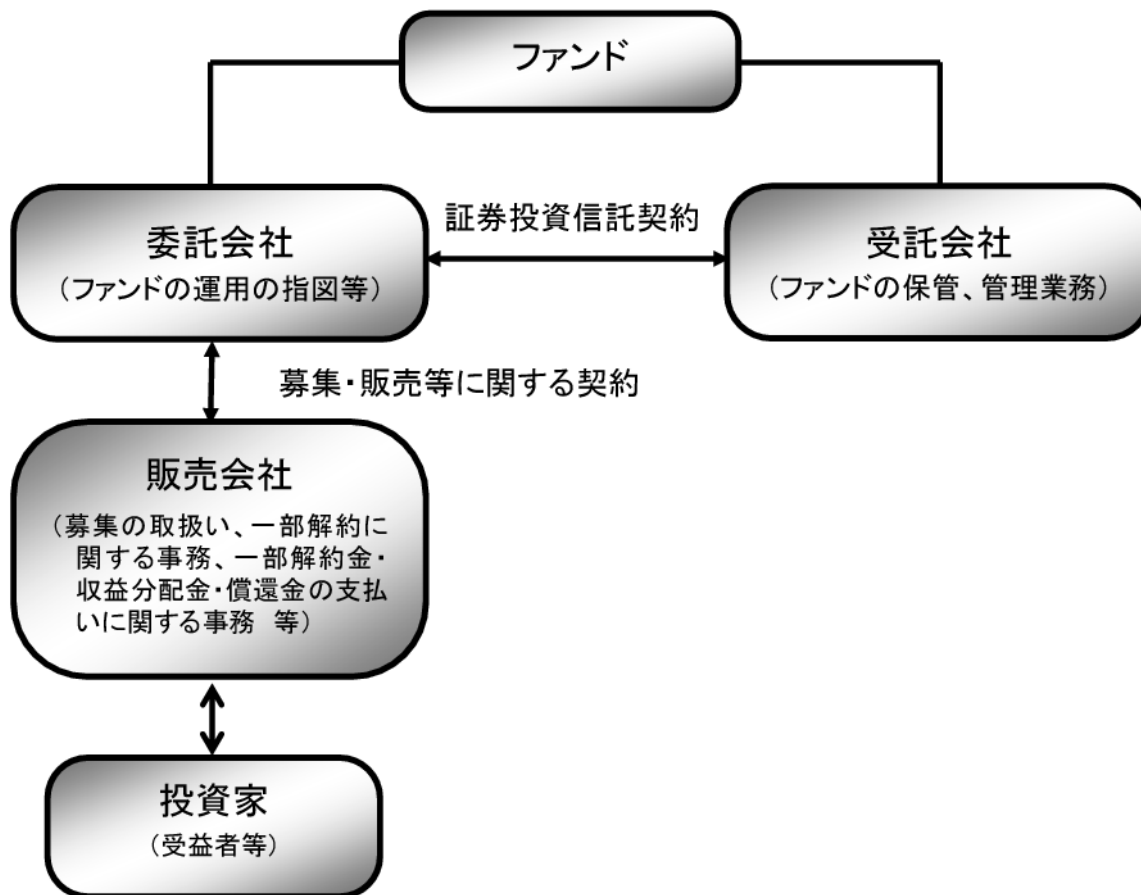 ファンド
委託会社
（ファンドの運用の指図等）
証券投資信託契約
受託会社
（ファンドの保管、管理業務）
募集・販売等に関する契約
販売会社
（募集の取扱い、一部解約に
関する事務、一部解約金・
収益分配金・償還金の支払
いに関する事務　等）
投資家
（受益者等）